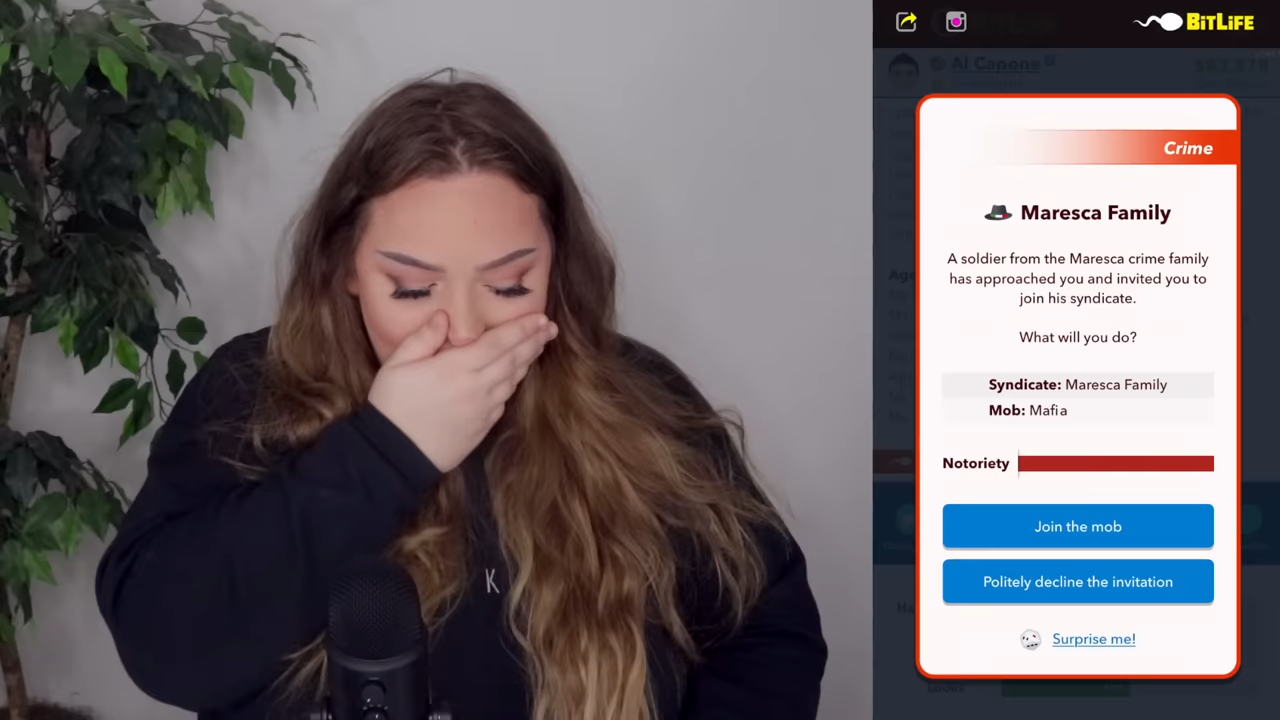 BITLIFE
Al Capone
Crime
Maresca Family
A soldier from the Maresca crime family
has approached you and invited you to
join his syndicate.
What will you do?
Syndicate: Maresca Family
Mob: Mafia
Notoriety
Join the mob
Politely decline the invitation
Surprise me!
K